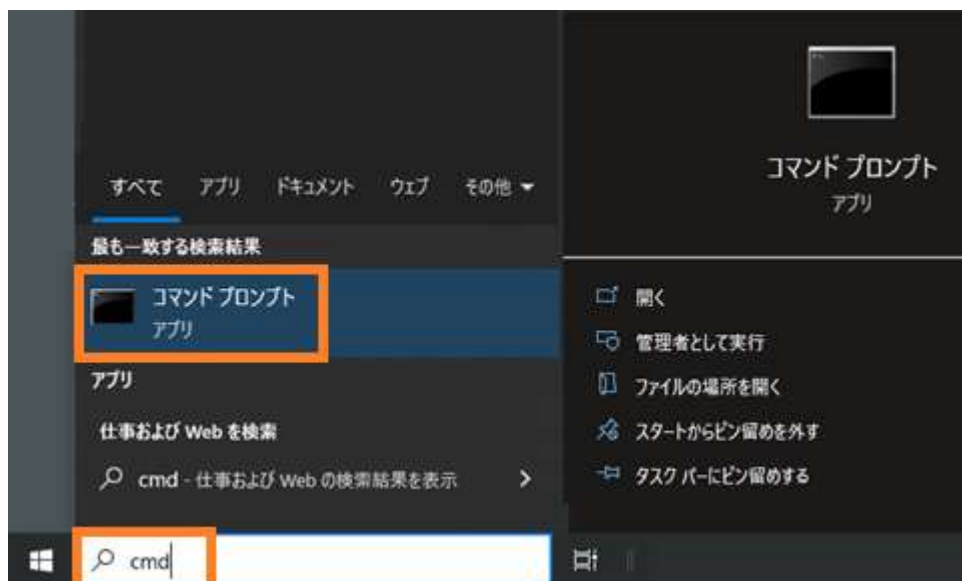 すべて アプリ ドキュメント ウェブ その他
最も一致する検索結果
コマンド プロンプト
アプリ
アプリ
仕事および Web を検索
cmd - 仕事および Web の検索結果を表示
cmd
コマンド プロンプト
アプリ
開く
管理者として実行
ファイルの場所を開く
スタートからピン留めを外す
タスク バーにピン留めする